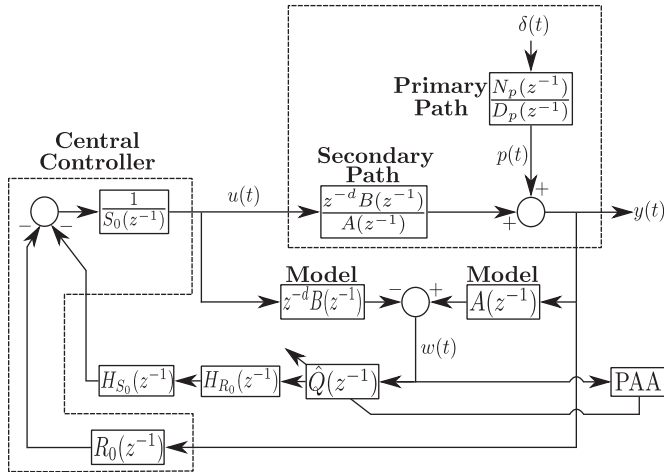 δ(t)
Primary
Path
N_p(z^{-1})
D_p(z^{-1})
p(t)
Central
Controller
Secondary
Path
1
S_0(z^{-1})
u(t)
z^{-d}B(z^{-1})
A(z^{-1})
+
+
y(t)
−
−
Model
z^{-d}B(z^{-1})
−
+
Model
A(z^{-1})
w(t)
H_{S_0}(z^{-1})
H_{R_0}(z^{-1})
Q̂(z^{-1})
PAA
R_0(z^{-1})